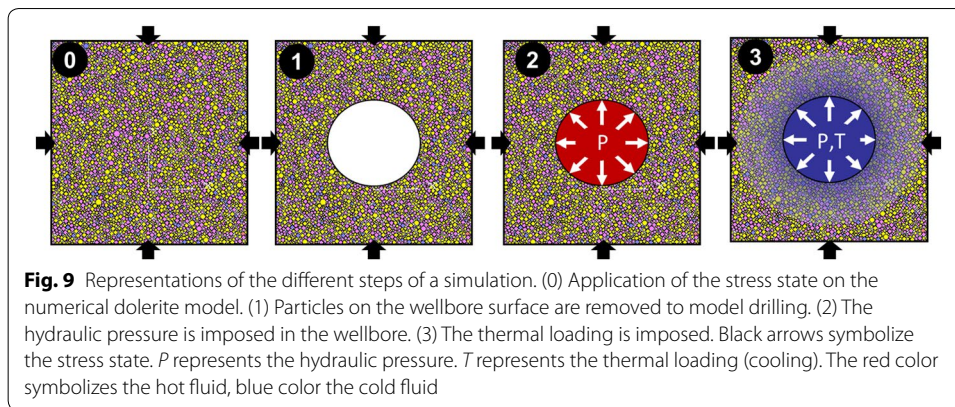 0 1 2 3
P P,T
Fig. 9 Representations of the different steps of a simulation. (0) Application of the stress state on the
numerical dolerite model. (1) Particles on the wellbore surface are removed to model drilling. (2) The
hydraulic pressure is imposed in the wellbore. (3) The thermal loading is imposed. Black arrows symbolize
the stress state. P represents the hydraulic pressure. T represents the thermal loading (cooling). The red color
symbolizes the hot fluid, blue color the cold fluid